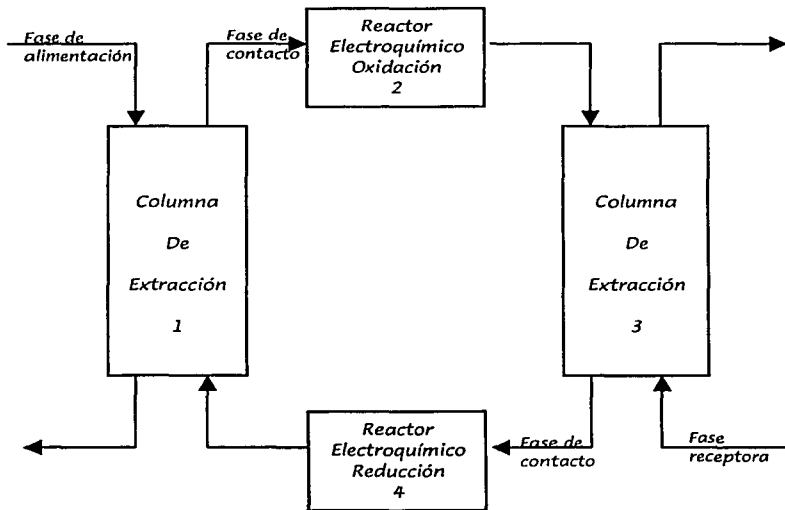 Fase de
alimentación
Fase de
contacto
Reactor
Electroquímico
Oxidación
2
Columna
De
Extracción
1
Columna
De
Extracción
3
Reactor
Electroquímico
Reducción
4
Fase de
contacto
Fase
receptora